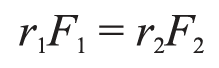 r₁F₁ = r₂F₂